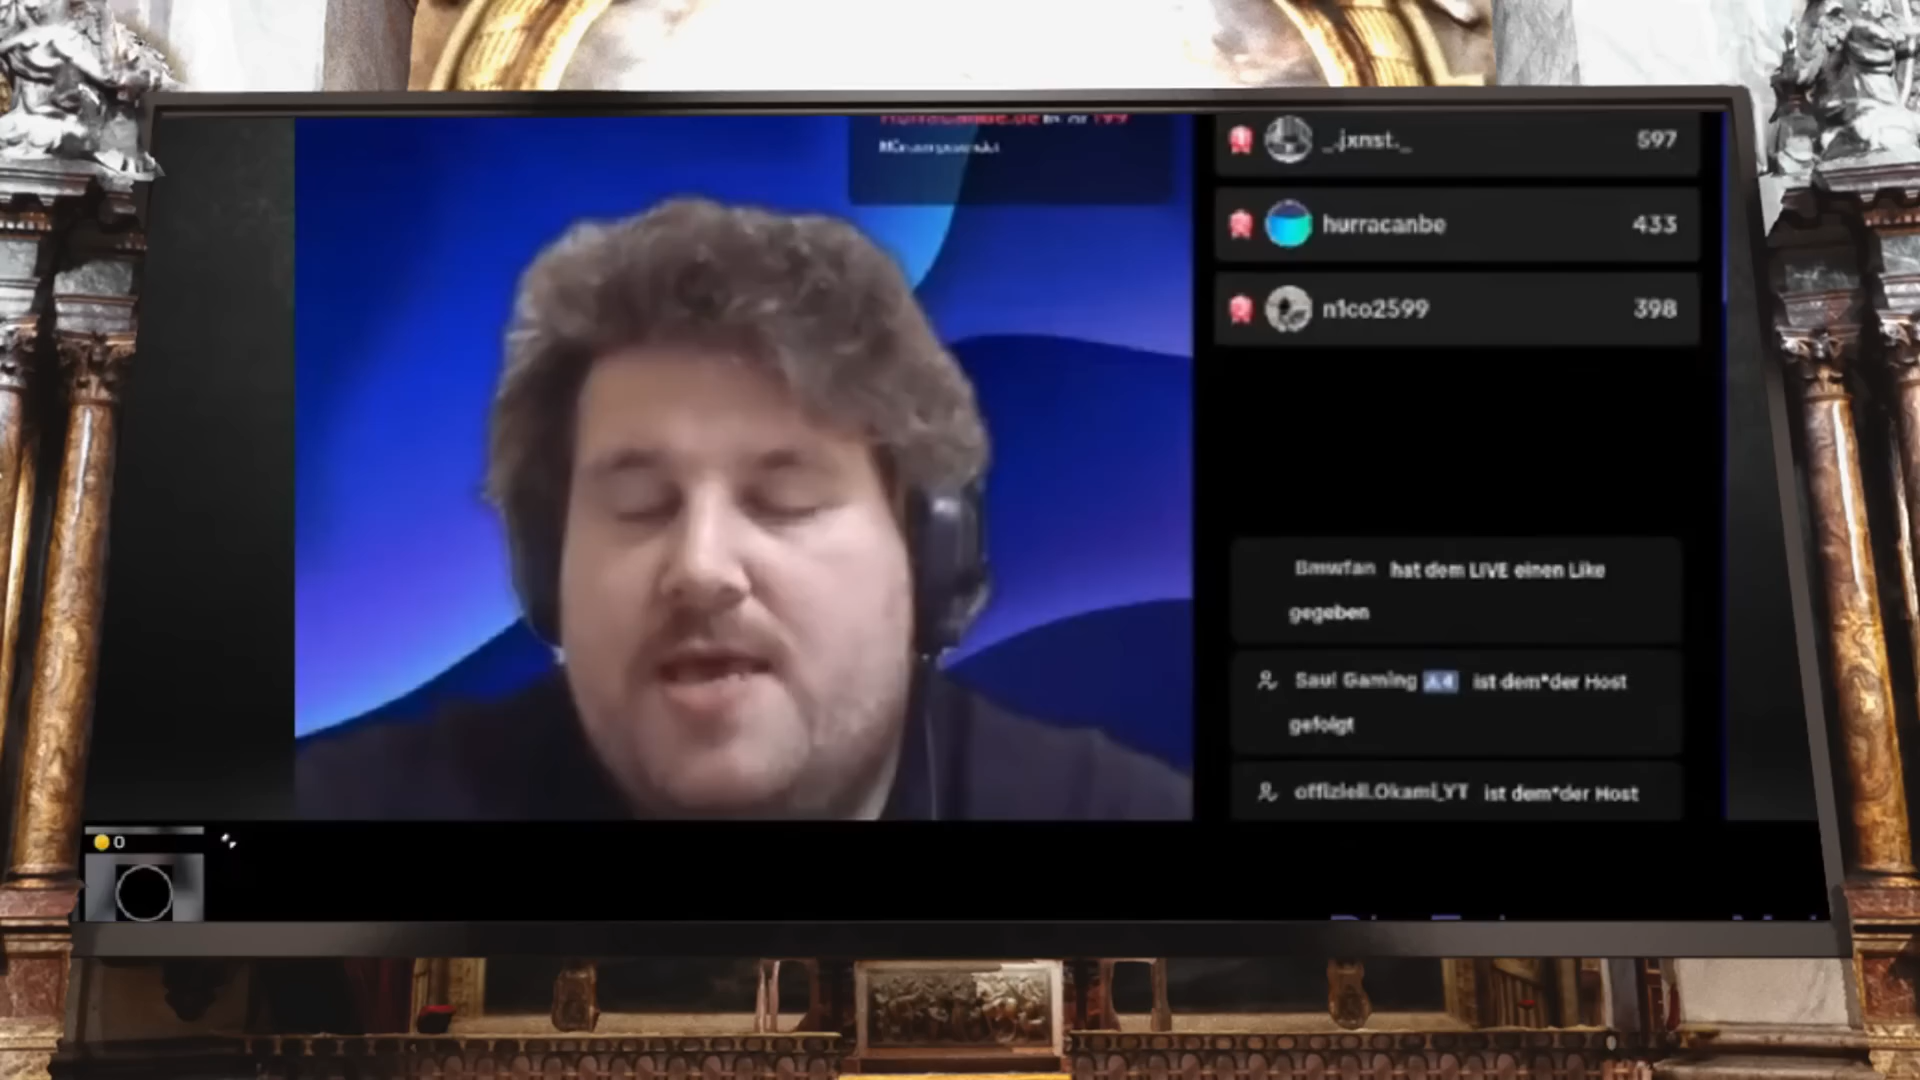 _.jxnst._ 597
hurracanbe 433
n1co2599 398
Bmwfan hat dem LIVE einen Like
gegeben
Saul Gaming ist dem*der Host
gefolgt
offiziell.Okami_YT ist dem*der Host
0